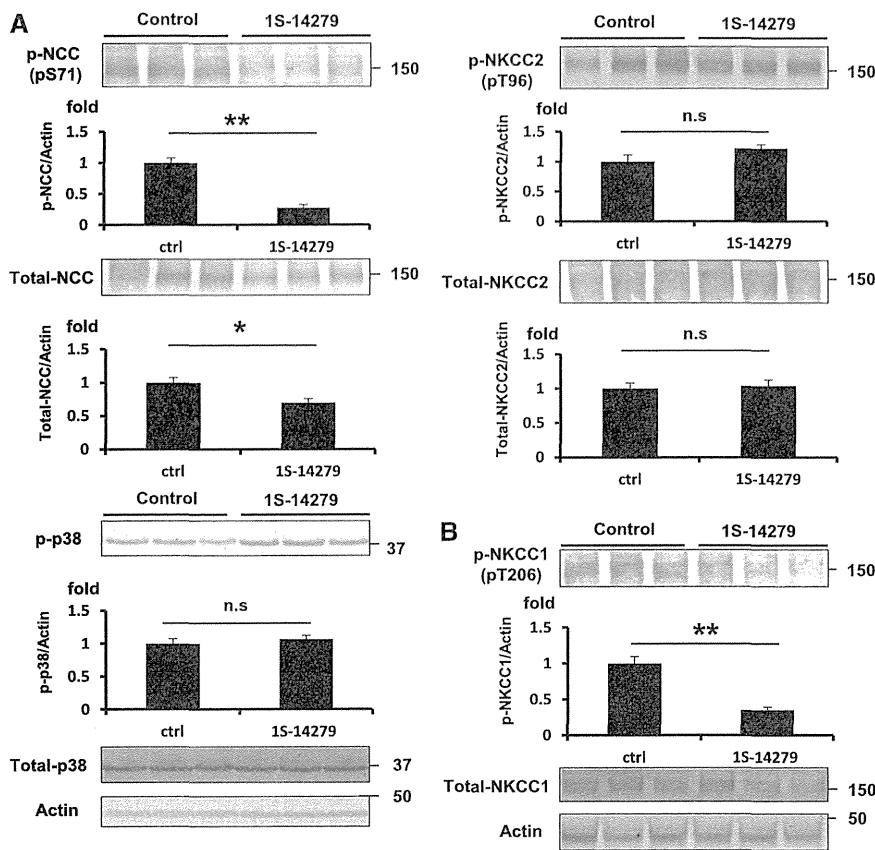 A
Control 1S-14279
p-NCC
(pS71)
150
fold
**
1.5
1
0.5
0
p-NCC/Actin
ctrl 1S-14279
Total-NCC
150
fold
*
1.5
1
0.5
0
Total-NCC/Actin
ctrl 1S-14279
Control 1S-14279
p-p38
37
fold
n.s
1.5
1
0.5
0
p-p38/Actin
ctrl 1S-14279
Total-p38
37
Actin
50
Control 1S-14279
p-NKCC2
(pT96)
150
fold
n.s
1.5
1
0.5
0
p-NKCC2/Actin
ctrl 1S-14279
Total-NKCC2
150
fold
n.s
1.5
1
0.5
0
Total-NKCC2/Actin
ctrl 1S-14279
B
Control 1S-14279
p-NKCC1
(pT206)
150
fold
**
1.5
1
0.5
0
p-NKCC1/Actin
ctrl 1S-14279
Total-NKCC1
150
50
Actin